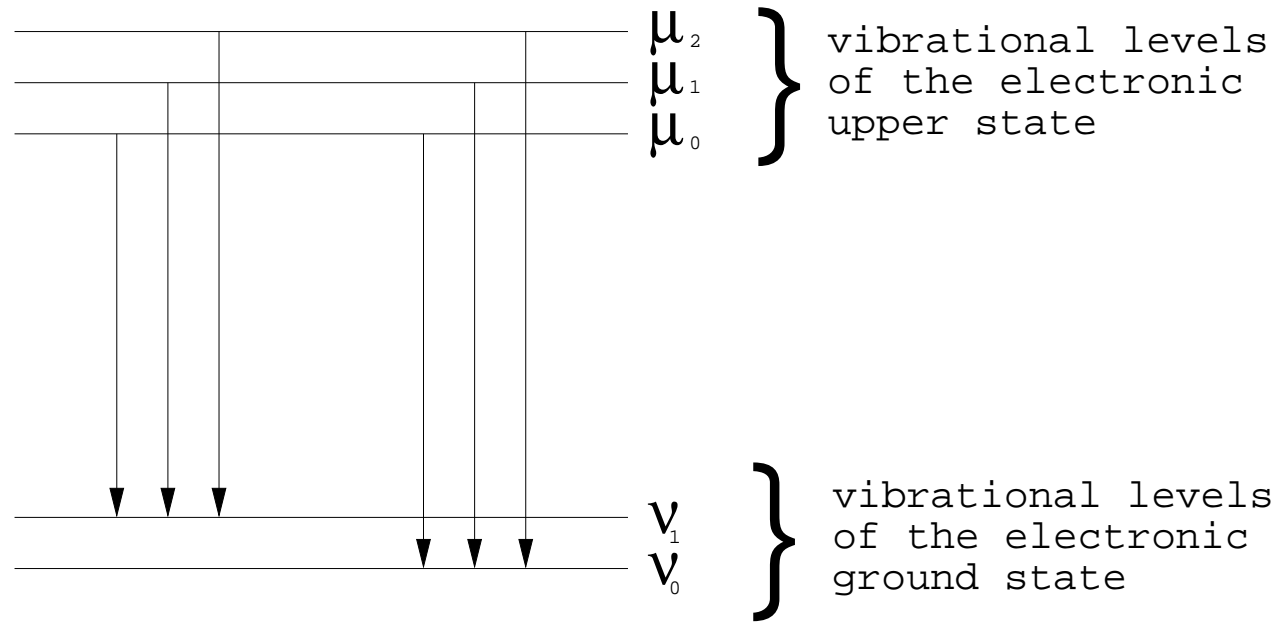 μ₂
μ₁
μ₀
vibrational levels
of the electronic
upper state
ν₁
ν₀
vibrational levels
of the electronic
ground state